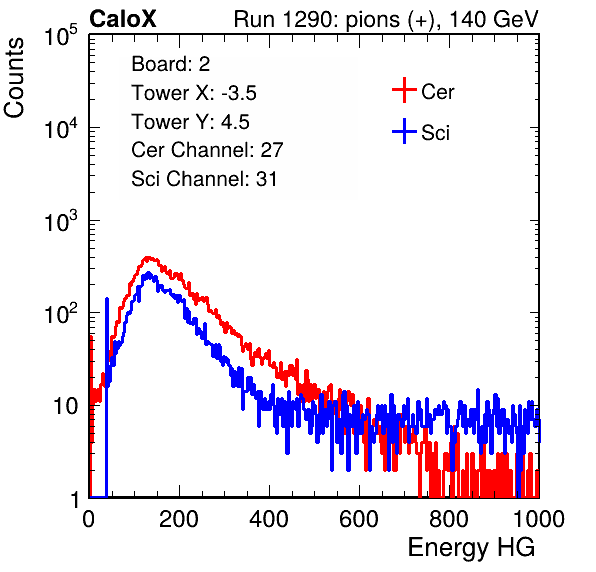 CaloX Run 1290: pions (+), 140 GeV
Counts
Board: 2
Tower X: -3.5
Tower Y: 4.5
Cer Channel: 27
Sci Channel: 31
Cer
Sci
10^5
10^4
10^3
10^2
10
1
0 200 400 600 800 1000
Energy HG